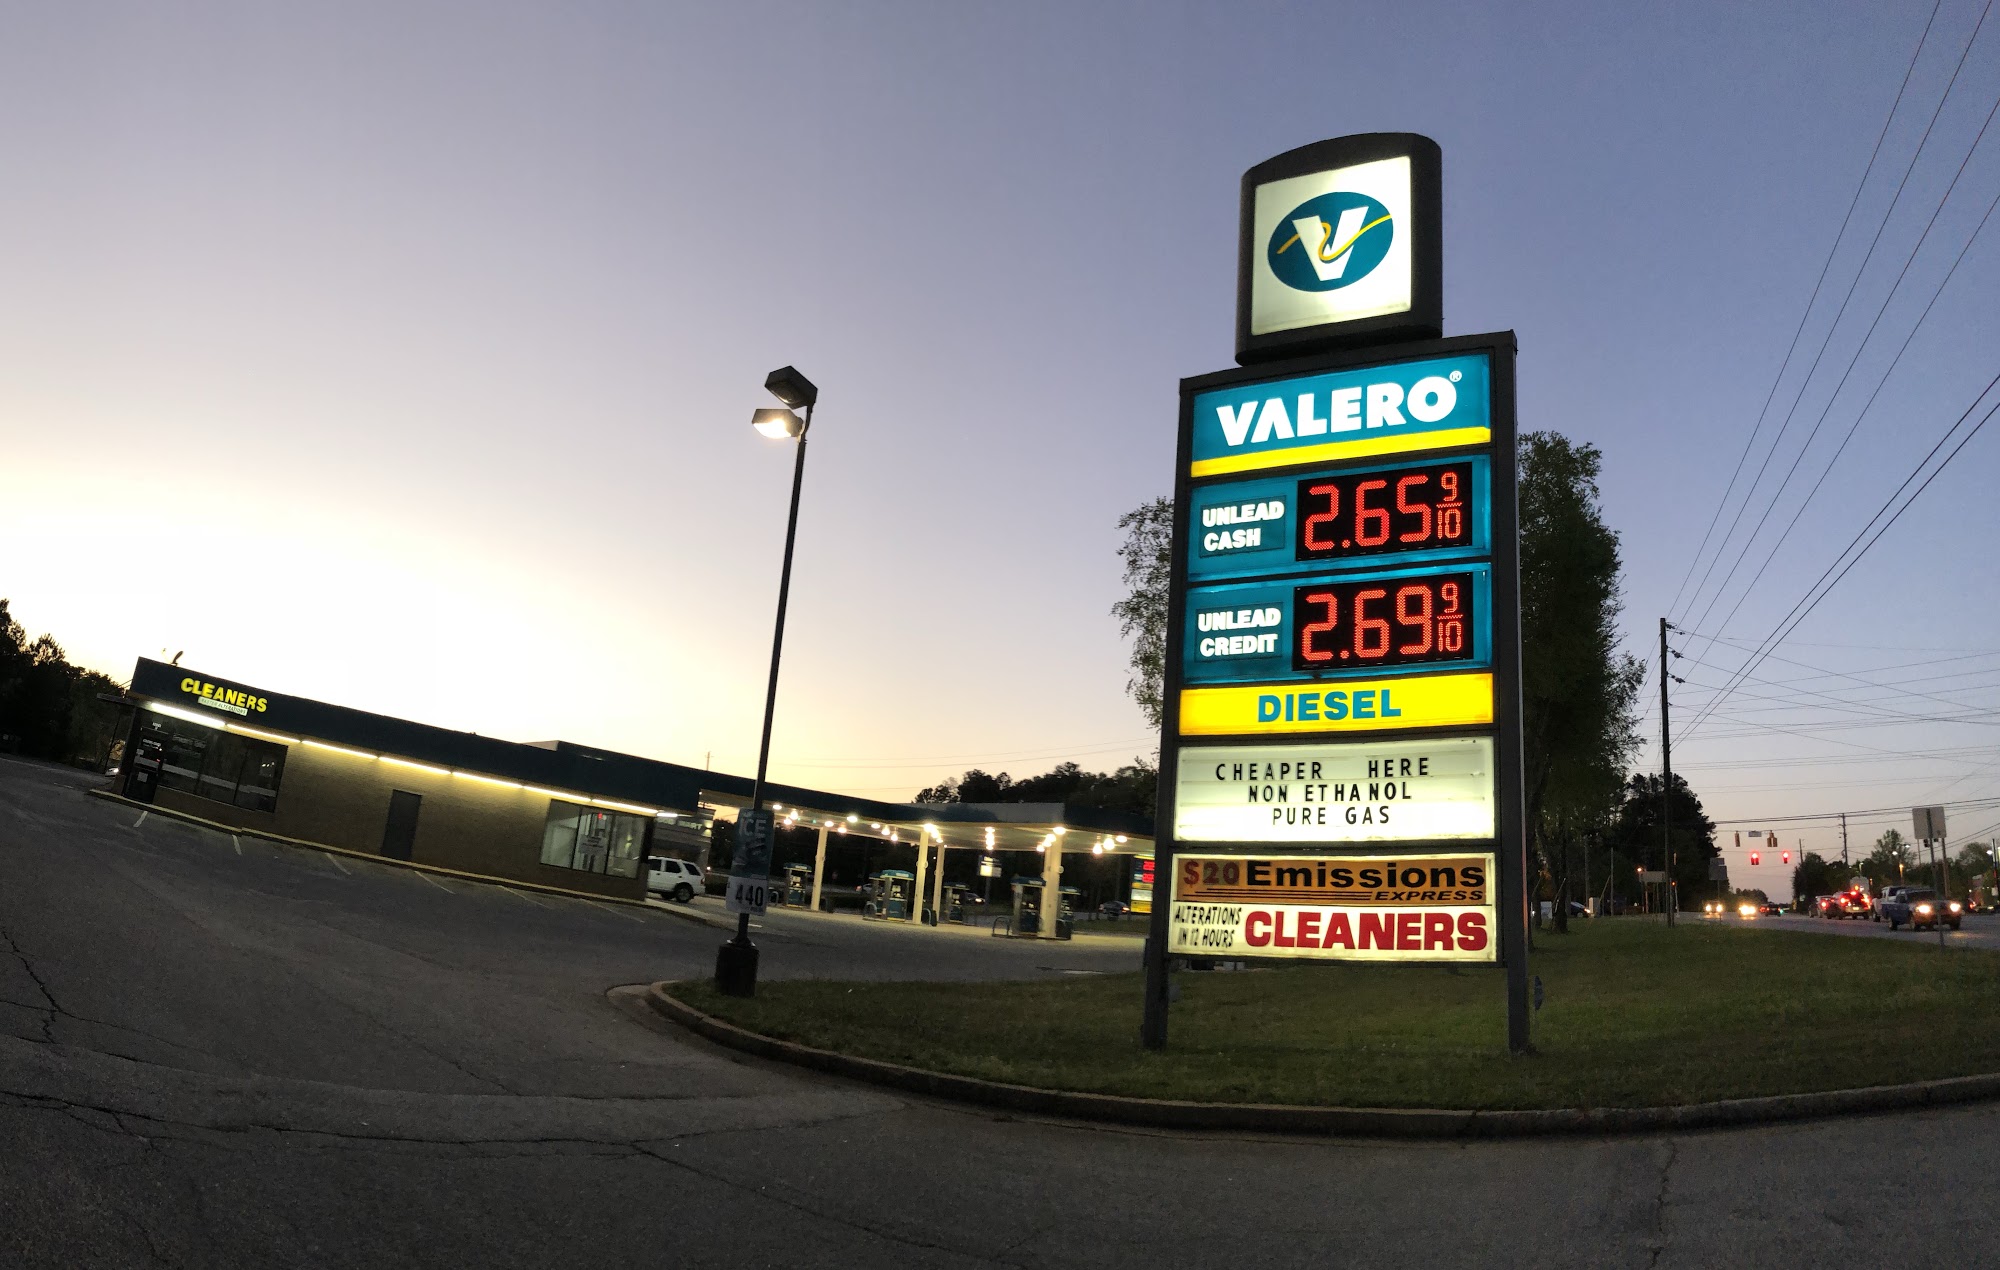 V
VALERO®
UNLEAD
CASH
2.65 9/10
UNLEAD
CREDIT
2.69 9/10
DIESEL
CHEAPER HERE
NON ETHANOL
PURE GAS
$20 Emissions
EXPRESS
ALTERATIONS
IN 12 HOURS
CLEANERS
CLEANERS
ICE
440